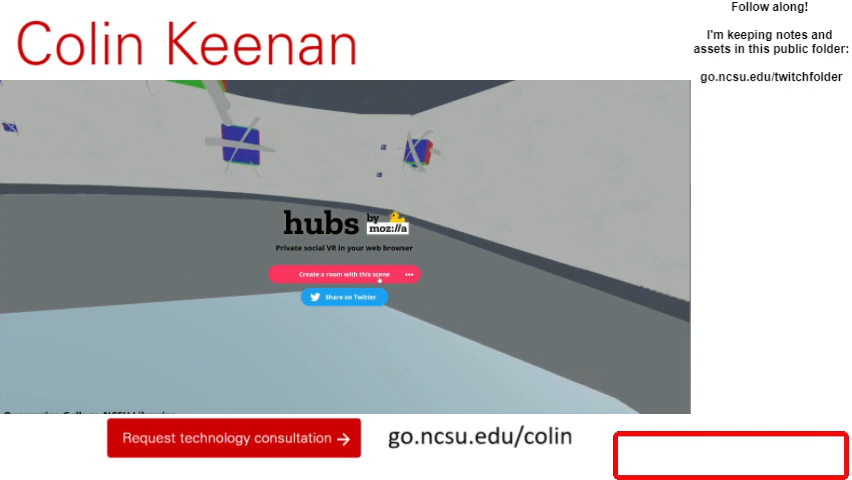 Colin Keenan
Follow along!
I'm keeping notes and
assets in this public folder:
go.ncsu.edu/twitchfolder
hubs by
moz://a
Private social VR in your web browser
Create a room with this scene
Share on Twitter
Request technology consultation →
go.ncsu.edu/colin